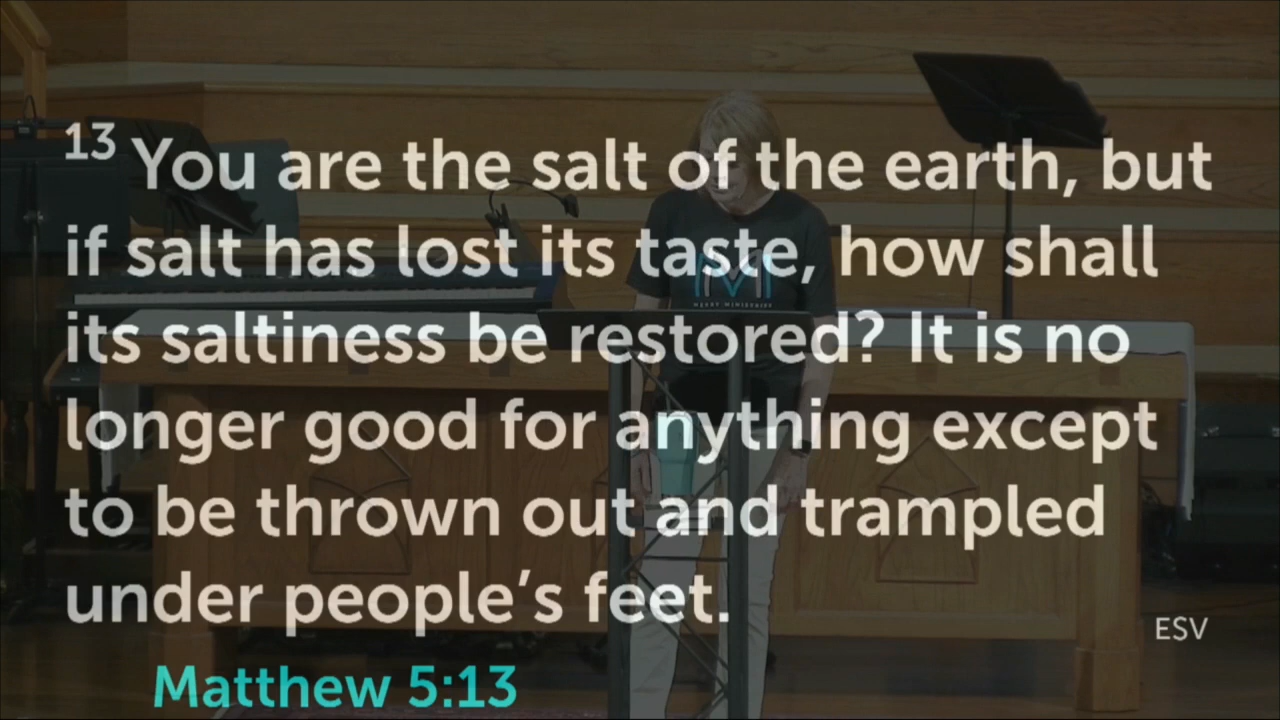 13 You are the salt of the earth, but
if salt has lost its taste, how shall
its saltiness be restored? It is no
longer good for anything except
to be thrown out and trampled
under people’s feet.
ESV
Matthew 5:13